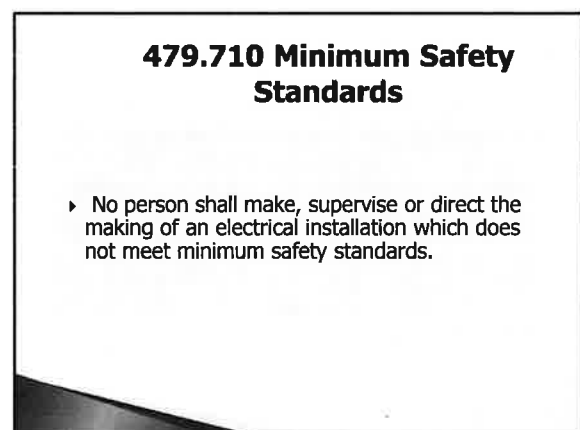 479.710 Minimum Safety
Standards
▸ No person shall make, supervise or direct the
making of an electrical installation which does
not meet minimum safety standards.